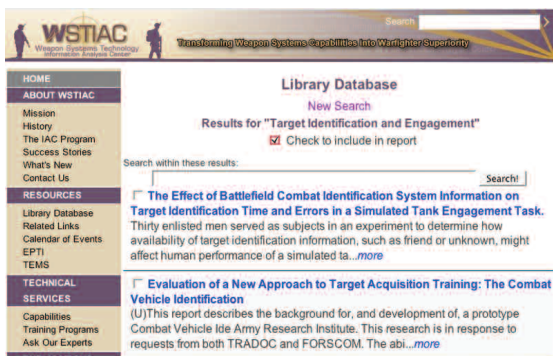 WSTIAC
Weapon Systems Technology
Information Analysis Center
Search
Transforming Weapon Systems Capabilities Into Warfighter Superiority
HOME
ABOUT WSTIAC
Mission
History
The IAC Program
Success Stories
What's New
Contact Us
RESOURCES
Library Database
Related Links
Calendar of Events
EPTI
TEMS
TECHNICAL
SERVICES
Capabilities
Training Programs
Ask Our Experts
Library Database
New Search
Results for "Target Identification and Engagement"
Check to include in report
Search within these results:
Search!
The Effect of Battlefield Combat Identification System Information on
Target Identification Time and Errors in a Simulated Tank Engagement Task.
Thirty enlisted men served as subjects in an experiment to determine how
availability of target identification information, such as friend or unknown, might
affect human performance of a simulated ta...more
Evaluation of a New Approach to Target Acquisition Training: The Combat
Vehicle Identification
(U)This report describes the background for, and development of, a prototype
Combat Vehicle Ide Army Research Institute. This research is in response to
requests from both TRADOC and FORSCOM. The abi...more